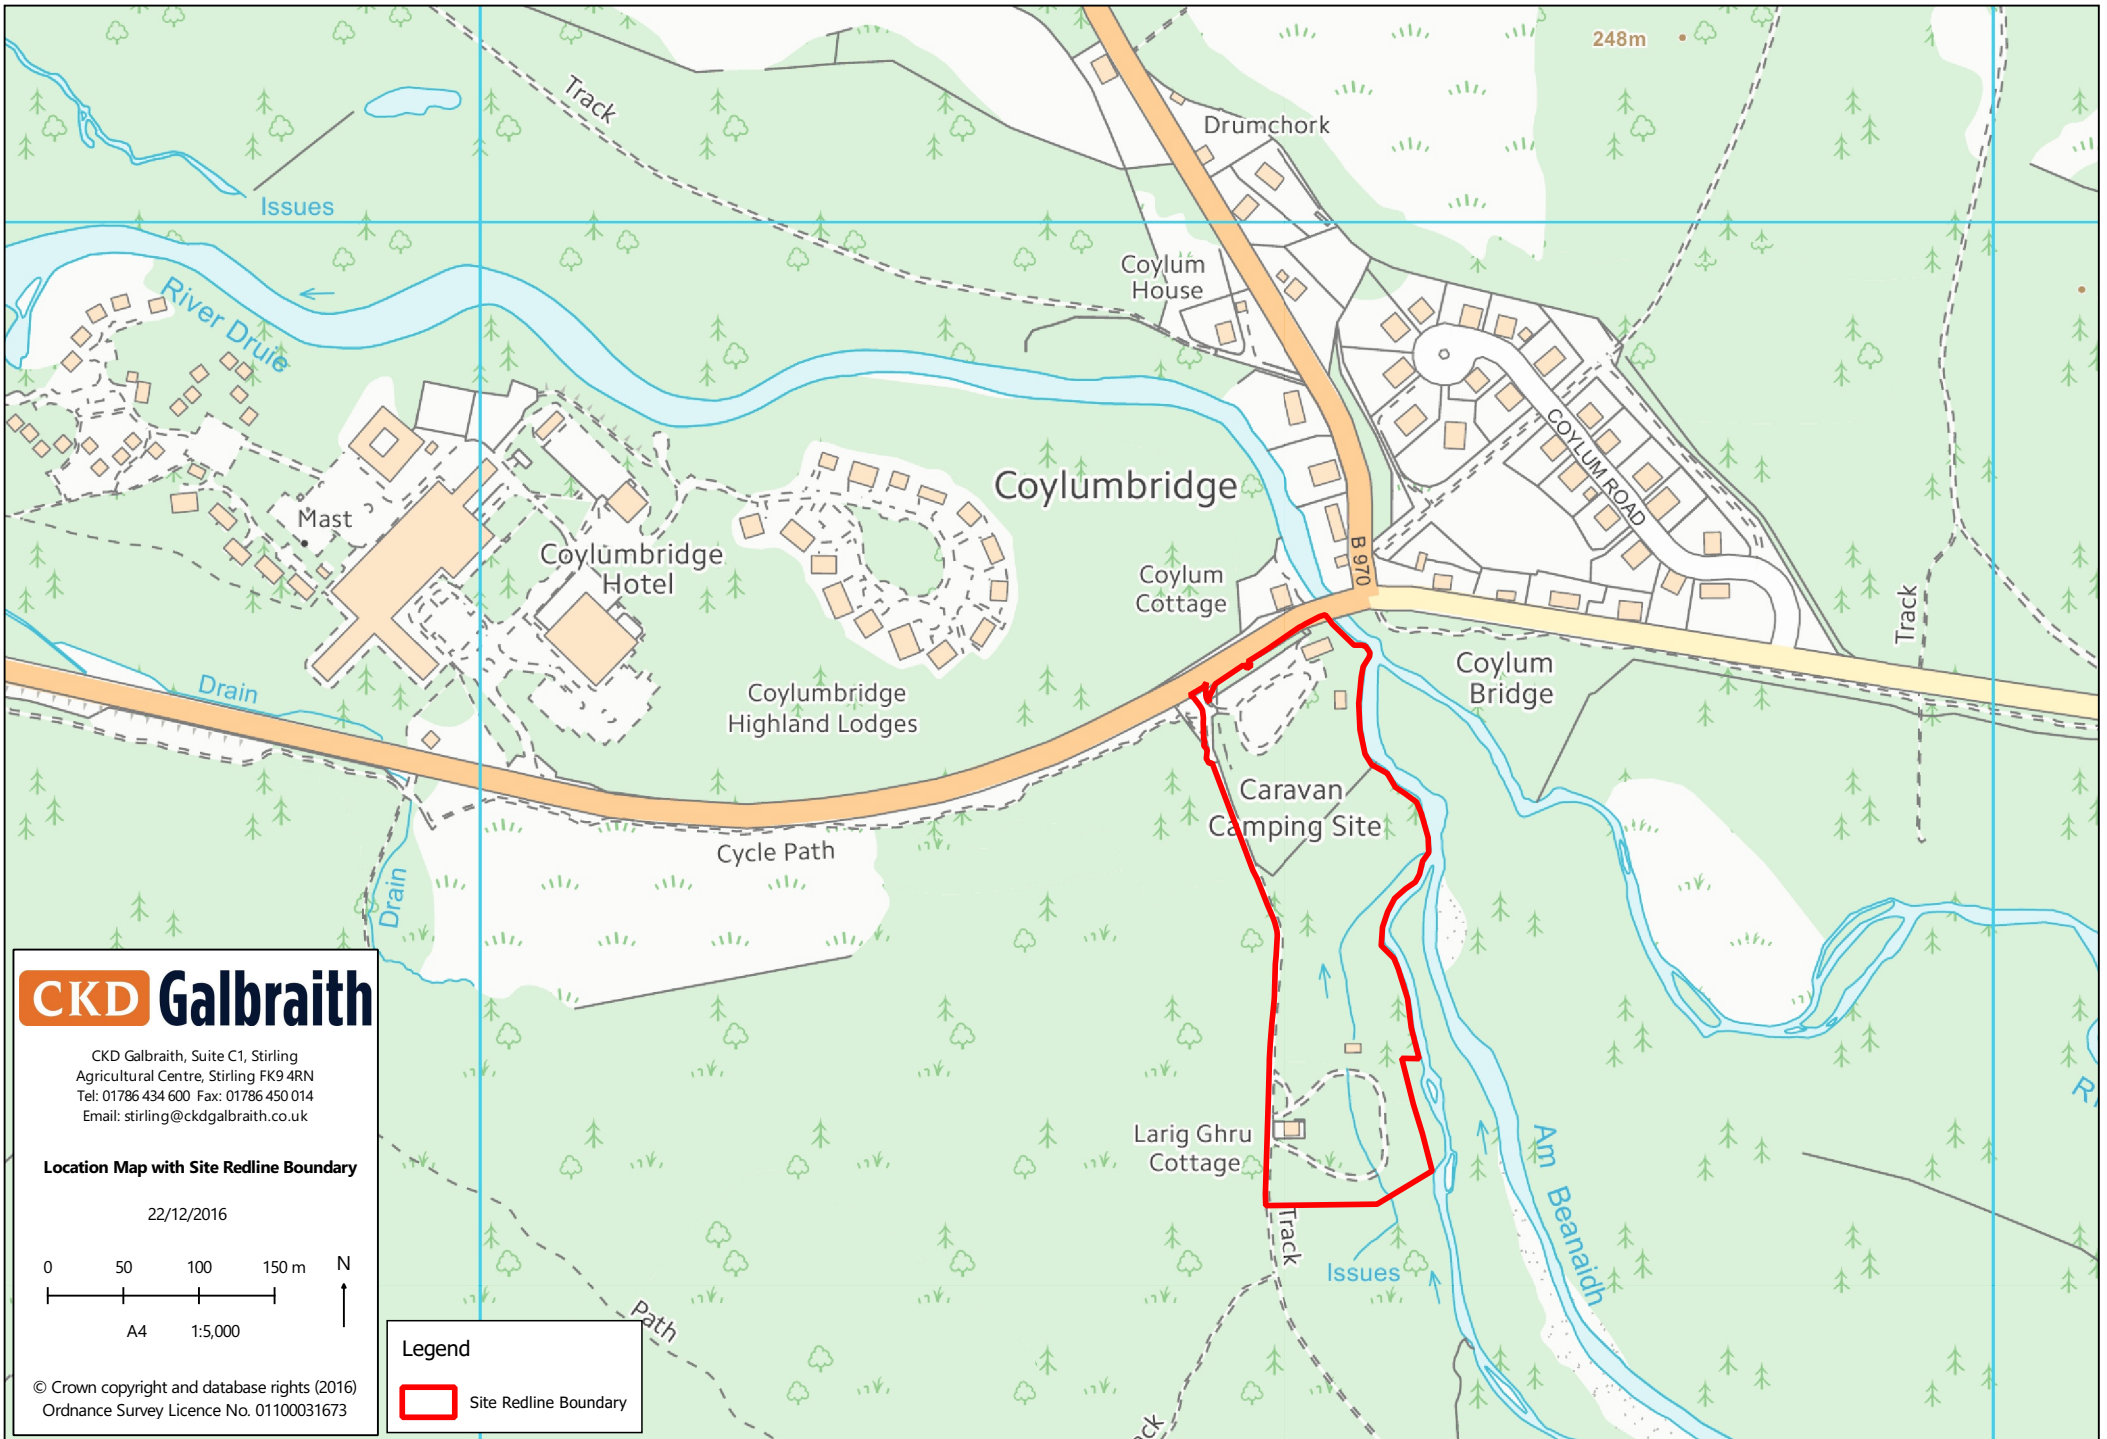 248m
Track
Drumchork
Issues
Coylum
House
River Druie
COYLUM ROAD
Coylumbridge
Mast
Coylumbridge
Hotel
B 970
Coylum
Cottage
Track
Coylum
Bridge
Drain
Coylumbridge
Highland Lodges
Caravan
Camping Site
Cycle Path
Drain
Larig Ghru
Cottage
Am Beanaidh
Track
Issues
Path
CKD Galbraith
CKD Galbraith, Suite C1, Stirling
Agricultural Centre, Stirling FK9 4RN
Tel: 01786 434 600 Fax: 01786 450 014
Email: stirling@ckdgalbraith.co.uk
Location Map with Site Redline Boundary
22/12/2016
0 50 100 150 m
N
A4 1:5,000
© Crown copyright and database rights (2016)
Ordnance Survey Licence No. 01100031673
Legend
Site Redline Boundary